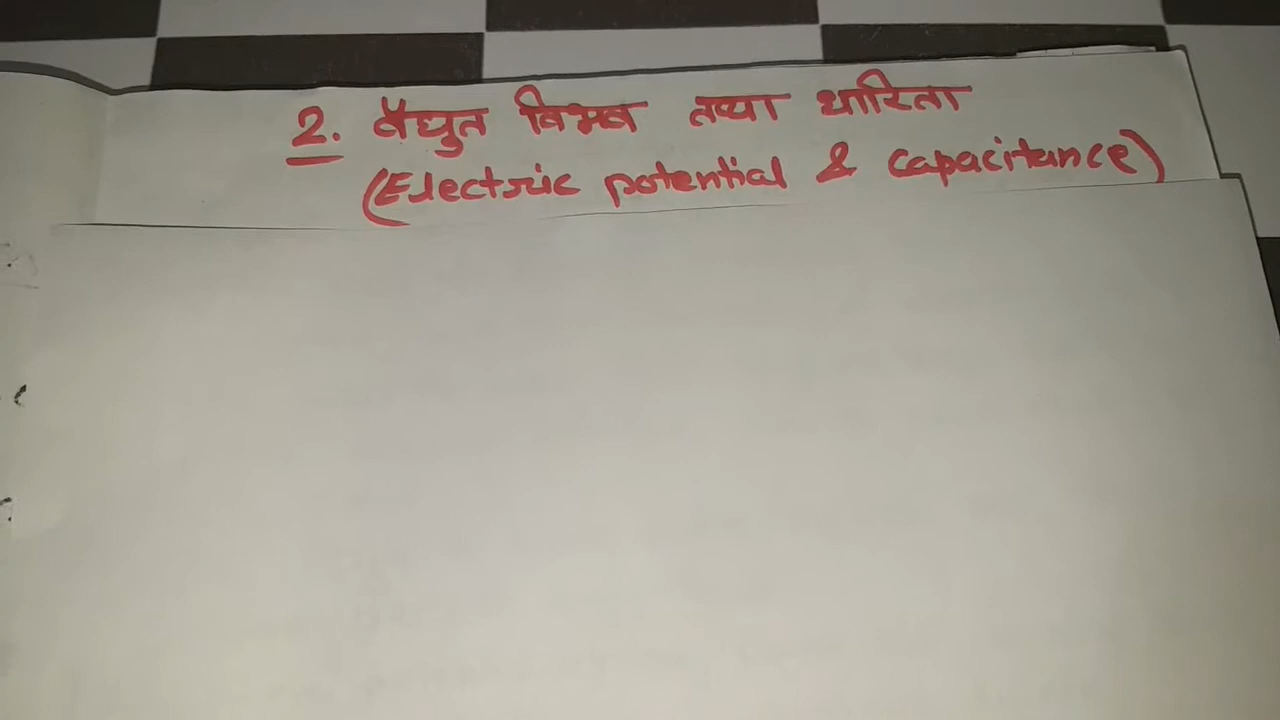 2. वैद्युत विभव तथा धारिता
(Electric potential & capacitance)